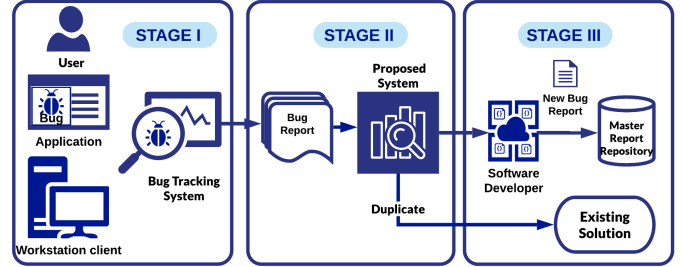 STAGE I
User
Bug
Application
Workstation client
Bug Tracking
System
STAGE II
Bug
Report
Proposed
System
Duplicate
STAGE III
New Bug
Report
Software
Developer
Master
Report
Repository
Existing
Solution